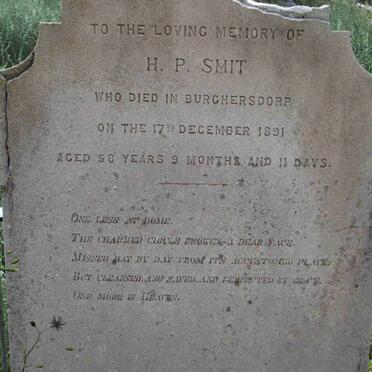 TO THE LOVING MEMORY OF
H. P. SMIT
WHO DIED IN BURGHERSDORP
ON THE 17TH DECEMBER 1891
AGED 58 YEARS 9 MONTHS AND 11 DAYS.
ONE LESS AT HOME.
THE CHARMED CIRCLE BROKEN-A DEAR FACE
MISSED DAY BY DAY FROM ITS ACCUSTOMED PLACE,
BUT CLEANSED, AND SAVED, AND PERFECTED BY GRACE
ONE MORE IN HEAVEN.